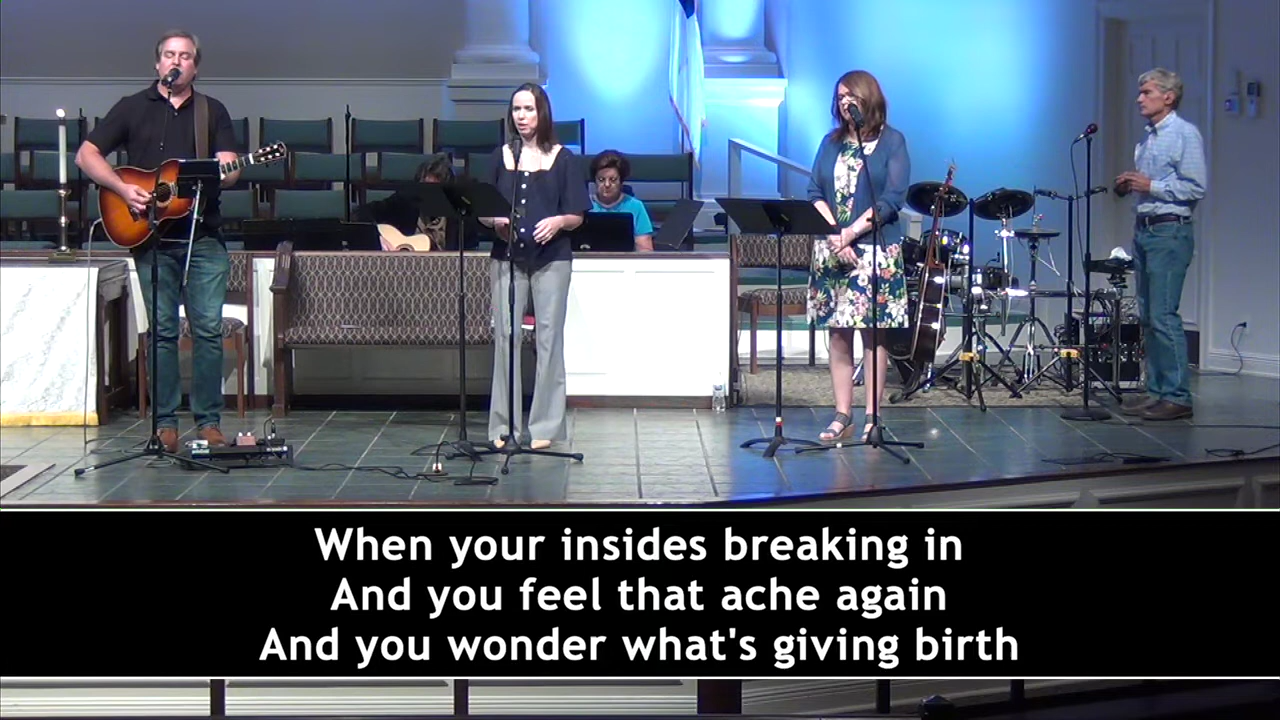 When your insides breaking in
And you feel that ache again
And you wonder what's giving birth